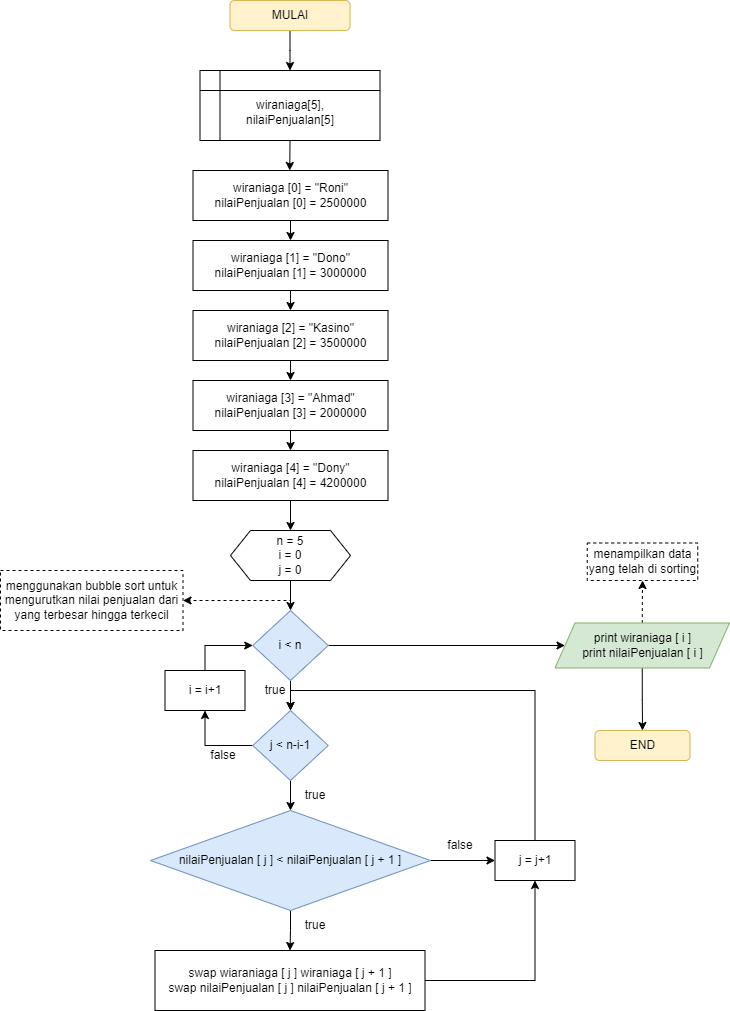 MULAI
wiraniaga[5],
nilaiPenjualan[5]
wiraniaga [0] = "Roni"
nilaiPenjualan [0] = 2500000
wiraniaga [1] = "Dono"
nilaiPenjualan [1] = 3000000
wiraniaga [2] = "Kasino"
nilaiPenjualan [2] = 3500000
wiraniaga [3] = "Ahmad"
nilaiPenjualan [3] = 2000000
wiraniaga [4] = "Dony"
nilaiPenjualan [4] = 4200000
n = 5
i = 0
j = 0
menggunakan bubble sort untuk
mengurutkan nilai penjualan dari
yang terbesar hingga terkecil
menampilkan data
yang telah di sorting
i < n
print wiraniaga [ i ]
print nilaiPenjualan [ i ]
i = i+1
true
j < n-i-1
false
END
true
nilaiPenjualan [ j ] < nilaiPenjualan [ j + 1 ]
false
j = j+1
true
swap wiaraniaga [ j ] wiraniaga [ j + 1 ]
swap nilaiPenjualan [ j ] nilaiPenjualan [ j + 1 ]